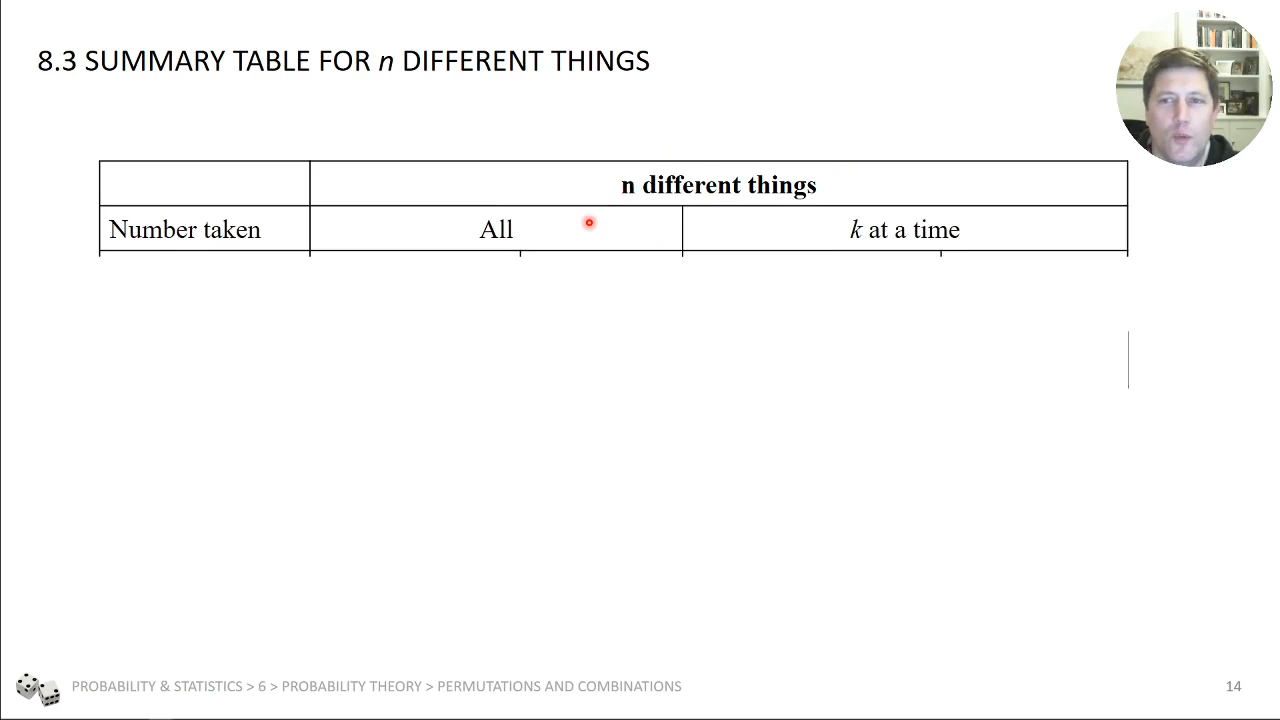 8.3 SUMMARY TABLE FOR n DIFFERENT THINGS
n different things
Number taken All k at a time
PROBABILITY & STATISTICS > 6 > PROBABILITY THEORY > PERMUTATIONS AND COMBINATIONS 14